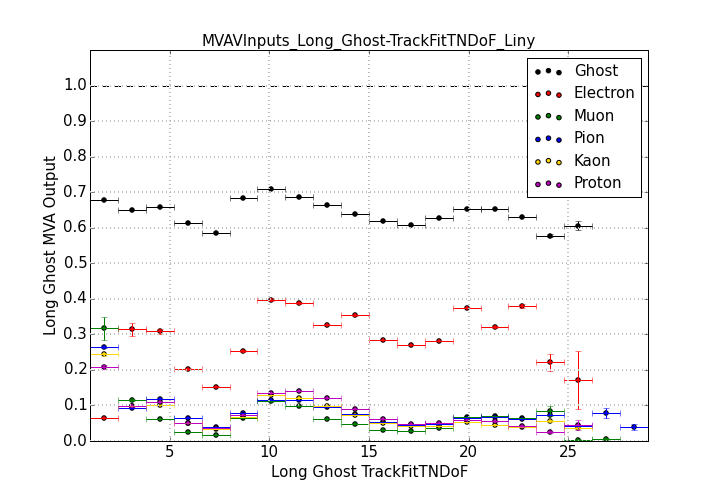 MVAVInputs_Long_Ghost-TrackFitTNDoF_Liny
Long Ghost MVA Output
1.0
0.9
0.8
0.7
0.6
0.5
0.4
0.3
0.2
0.1
0.0
Ghost
Electron
Muon
Pion
Kaon
Proton
5
10
15
20
25
Long Ghost TrackFitTNDoF